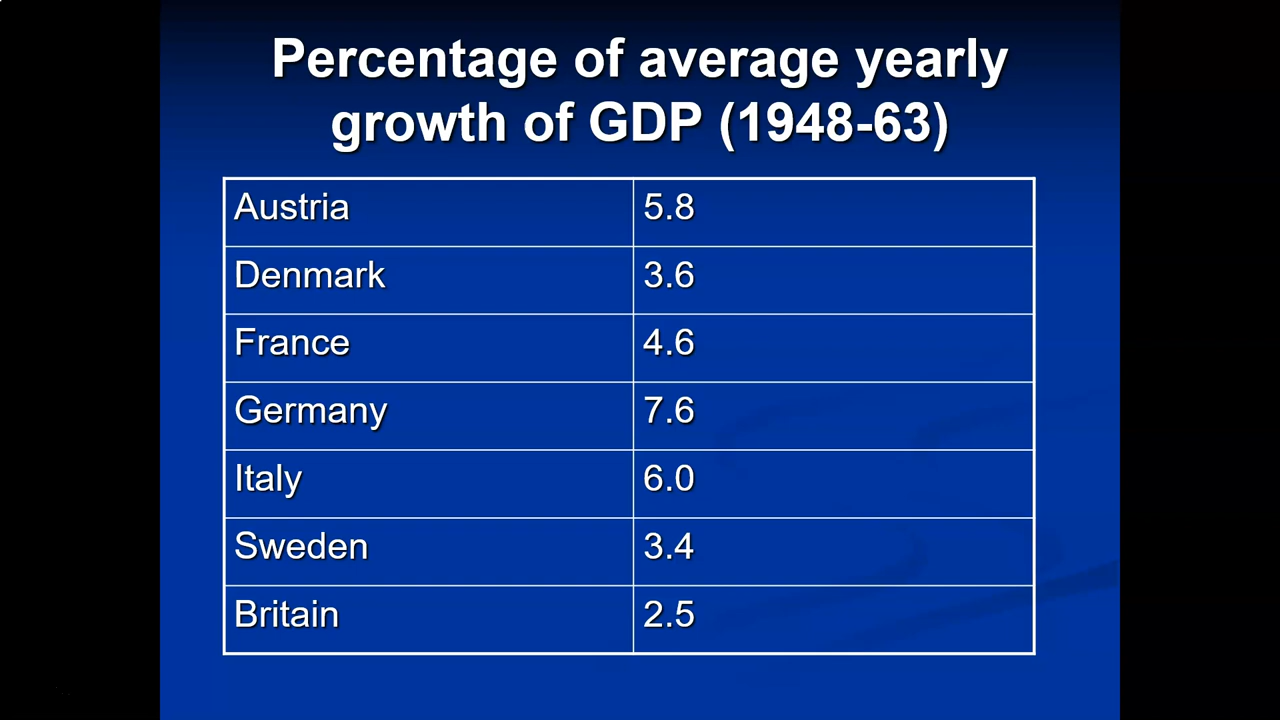 Percentage of average yearly
growth of GDP (1948-63)
Austria 5.8
Denmark 3.6
France 4.6
Germany 7.6
Italy 6.0
Sweden 3.4
Britain 2.5